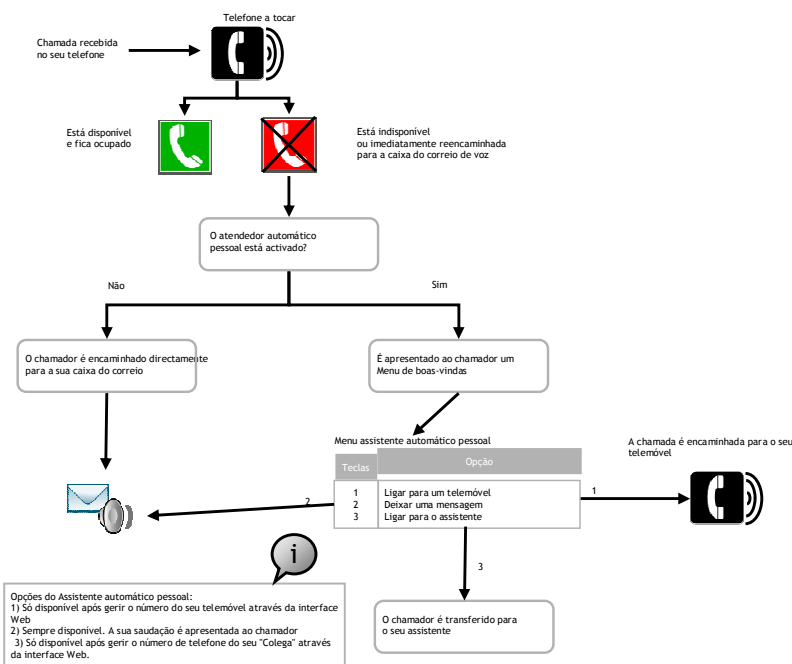 Telefone a tocar
Chamada recebida
no seu telefone
Está disponível
e fica ocupado
Está indisponível
ou imediatamente reencaminhada
para a caixa do correio de voz
O atendedor automático
pessoal está activado?
Não
Sim
O chamador é encaminhado directamente
para a sua caixa do correio
É apresentado ao chamador um
Menu de boas-vindas
Menu assistente automático pessoal
A chamada é encaminhada para o seu
telemóvel
Teclas
Opção
1 Ligar para um telemóvel
2 Deixar uma mensagem
3 Ligar para o assistente
2
1
3
i
Opções do Assistente automático pessoal:
1) Só disponível após gerir o número do seu telemóvel através da interface
Web
2) Sempre disponível. A sua saudação é apresentada ao chamador
3) Só disponível após gerir o número de telefone do seu "Colega" através
da interface Web.
O chamador é transferido para
o seu assistente